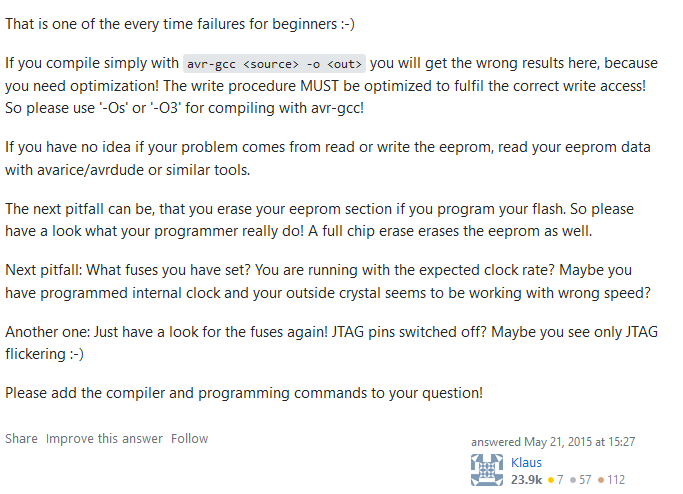 That is one of the every time failures for beginners :-)
If you compile simply with avr-gcc <source> -o <out> you will get the wrong results here, because
you need optimization! The write procedure MUST be optimized to fulfil the correct write access!
So please use '-Os' or '-O3' for compiling with avr-gcc!
If you have no idea if your problem comes from read or write the eeprom, read your eeprom data
with avarice/avrdude or similar tools.
The next pitfall can be, that you erase your eeprom section if you program your flash. So please
have a look what your programmer really do! A full chip erase erases the eeprom as well.
Next pitfall: What fuses you have set? You are running with the expected clock rate? Maybe you
have programmed internal clock and your outside crystal seems to be working with wrong speed?
Another one: Just have a look for the fuses again! JTAG pins switched off? Maybe you see only JTAG
flickering :-)
Please add the compiler and programming commands to your question!
Share Improve this answer Follow
answered May 21, 2015 at 15:27
Klaus
23.9k 7 57 112